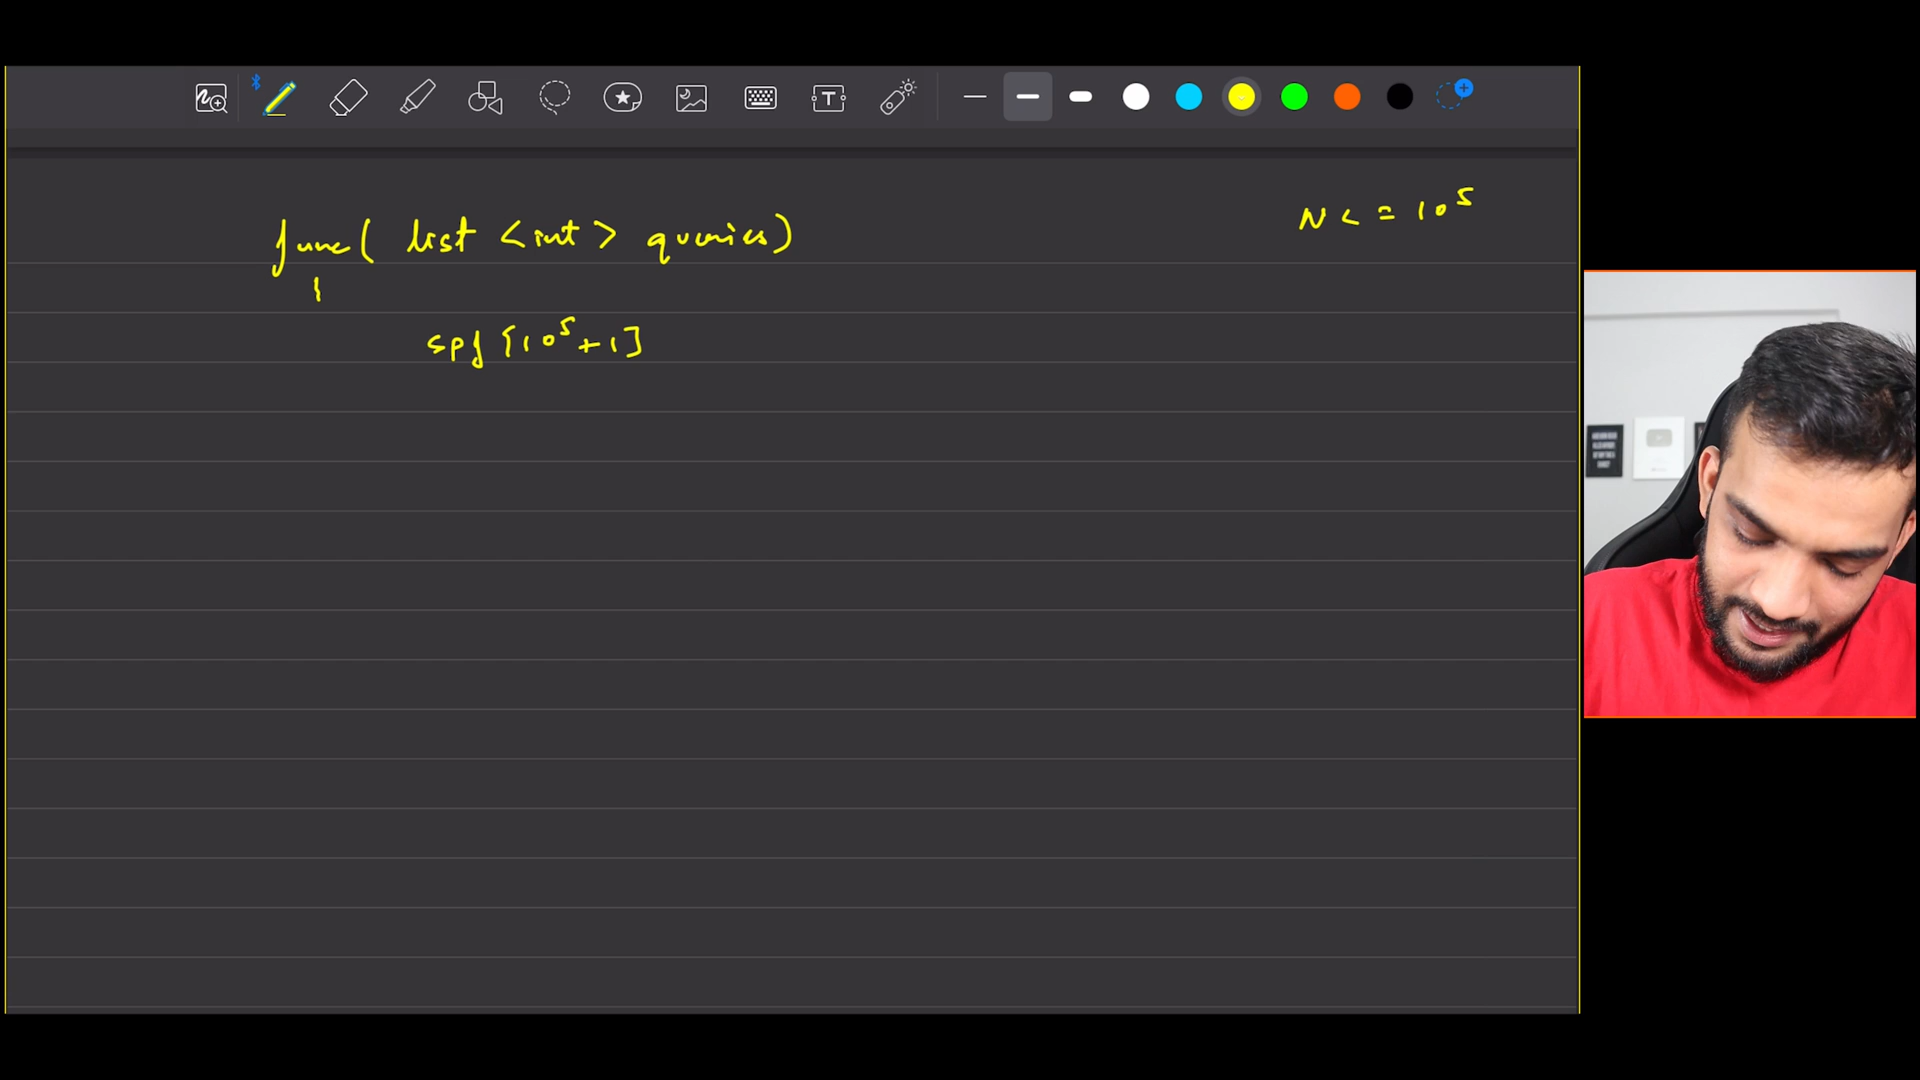 func( list <int> queries)
N <= 10^5
spf [10^5+1]